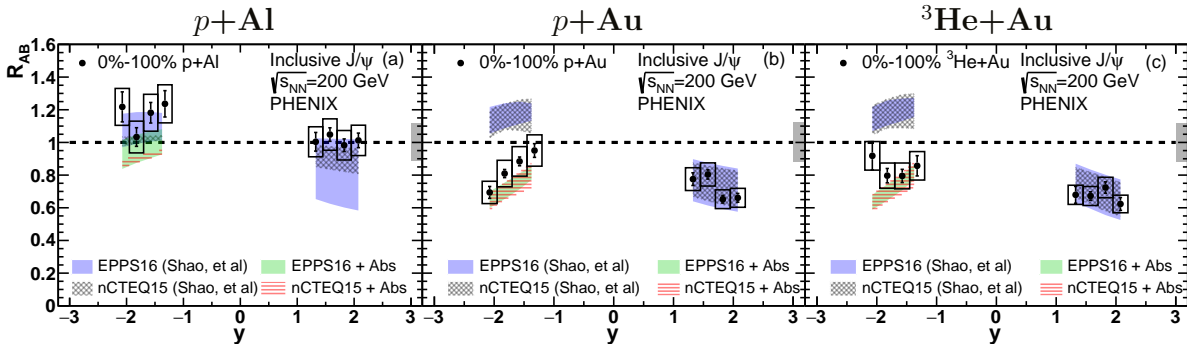 p+Al
p+Au
³He+Au
R_AB
1.6
1.4
1.2
1
0.8
0.6
0.4
0.2
0
0%-100% p+Al
Inclusive J/ψ (a)
√s_NN=200 GeV
PHENIX
EPPS16 (Shao, et al)
EPPS16 + Abs
nCTEQ15 (Shao, et al)
nCTEQ15 + Abs
−3 −2 −1 0 1 2 3
y
0%-100% p+Au
Inclusive J/ψ (b)
√s_NN=200 GeV
PHENIX
EPPS16 (Shao, et al)
EPPS16 + Abs
nCTEQ15 (Shao, et al)
nCTEQ15 + Abs
−3 −2 −1 0 1 2 3
y
0%-100% ³He+Au
Inclusive J/ψ (c)
√s_NN=200 GeV
PHENIX
EPPS16 (Shao, et al)
EPPS16 + Abs
nCTEQ15 (Shao, et al)
nCTEQ15 + Abs
−3 −2 −1 0 1 2 3
y